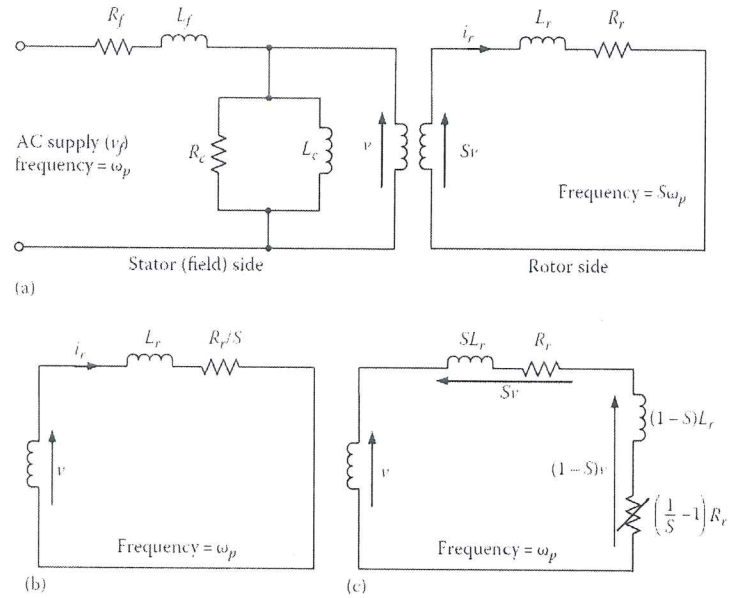 R_f
L_f
L_r
R_r
i_r
AC supply (v_f)
frequency = ω_p
R_c
L_c
v
Sv
Frequency = Sω_p
Stator (field) side
Rotor side
(a)
L_r
R_r/S
i_r
v
Frequency = ω_p
(b)
SL_r
R_r
Sv
(1 – S)L_r
v
(1 – S)v
(1/S – 1) R_r
Frequency = ω_p
(c)